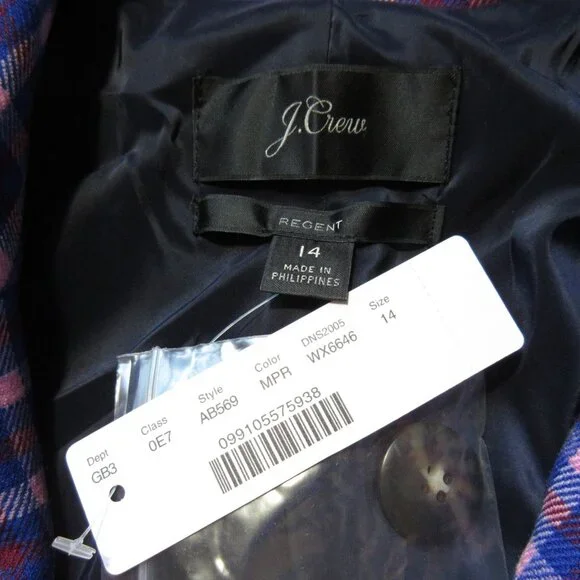 J.Crew
REGENT
14
MADE IN
PHILIPPINES
Dept Class Style Color DNS2005 Size
GB3 0E7 AB569 MPR WX6646 14
099105575938